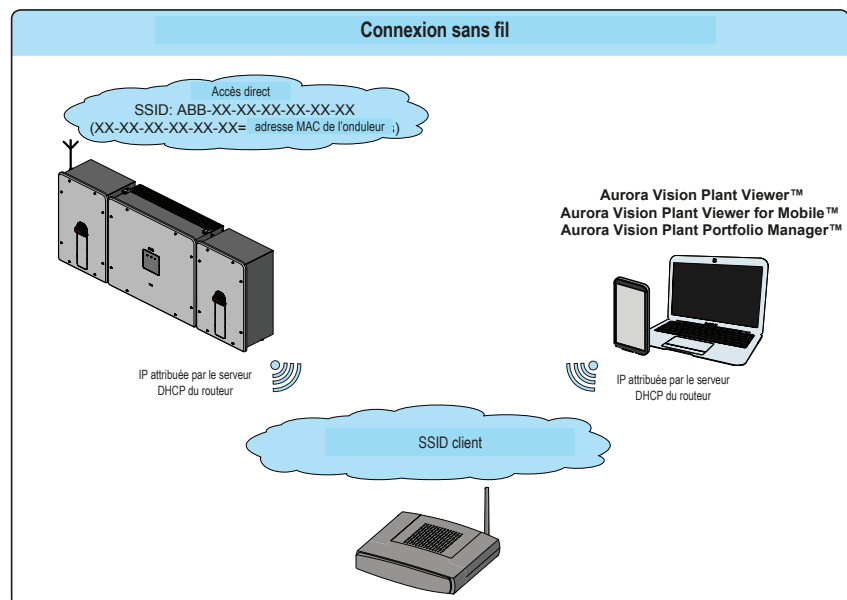 Connexion sans fil
Accès direct
SSID: ABB-XX-XX-XX-XX-XX-XX
(XX-XX-XX-XX-XX-XX= adresse MAC de l'onduleur )
Aurora Vision Plant Viewer™
Aurora Vision Plant Viewer for Mobile™
Aurora Vision Plant Portfolio Manager™
IP attribuée par le serveur
DHCP du routeur
IP attribuée par le serveur
DHCP du routeur
SSID client